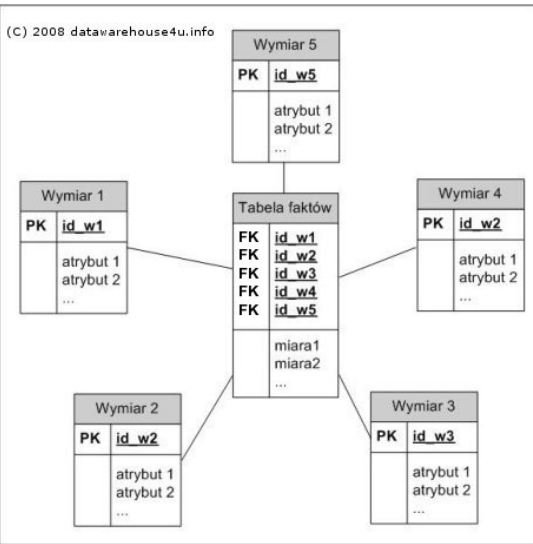 (C) 2008 datawarehouse4u.info
Wymiar 5
PK id_w5
atrybut 1
atrybut 2
...
Wymiar 1
PK id_w1
atrybut 1
atrybut 2
...
Tabela faktów
FK id_w1
FK id_w2
FK id_w3
FK id_w4
FK id_w5
miara1
miara2
...
Wymiar 4
PK id_w2
atrybut 1
atrybut 2
...
Wymiar 2
PK id_w2
atrybut 1
atrybut 2
...
Wymiar 3
PK id_w3
atrybut 1
atrybut 2
...